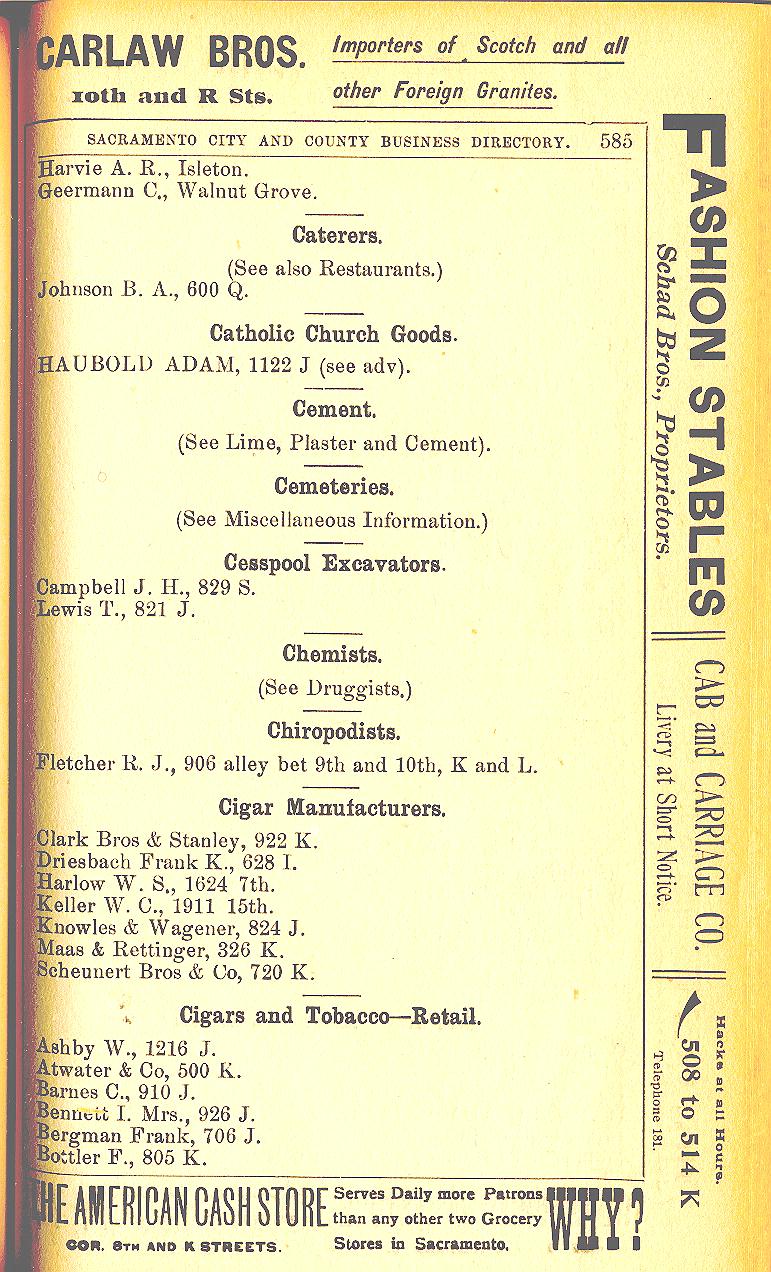 CARLAW BROS.
10th and R Sts.
Importers of Scotch and all
other Foreign Granites.
SACRAMENTO CITY AND COUNTY BUSINESS DIRECTORY. 585
Harvie A. R., Isleton.
Geermann C., Walnut Grove.
Caterers.
(See also Restaurants.)
Johnson B. A., 600 Q.
Catholic Church Goods.
HAUBOLD ADAM, 1122 J (see adv).
Cement.
(See Lime, Plaster and Cement).
Cemeteries.
(See Miscellaneous Information.)
Cesspool Excavators.
Campbell J. H., 829 S.
Lewis T., 821 J.
Chemists.
(See Druggists.)
Chiropodists.
Fletcher R. J., 906 alley bet 9th and 10th, K and L.
Cigar Manufacturers.
Clark Bros & Stanley, 922 K.
Driesbach Frank K., 628 I.
Harlow W. S., 1624 7th.
Keller W. C., 1911 15th.
Knowles & Wagener, 824 J.
Maas & Rettinger, 326 K.
Scheunert Bros & Co, 720 K.
Cigars and Tobacco—Retail.
Ashby W., 1216 J.
Atwater & Co, 500 K.
Barnes C., 910 J.
Bennett I. Mrs., 926 J.
Bergman Frank, 706 J.
Bottler F., 805 K.
FASHION STABLES
Schad Bros., Proprietors.
CAB and CARRIAGE CO.
Livery at Short Notice.
Hacks at all Hours.
508 to 514 K
Telephone 181.
THE AMERICAN CASH STORE
COR. 8TH AND K STREETS.
Serves Daily more Patrons
than any other two Grocery
Stores in Sacramento.
WHY?